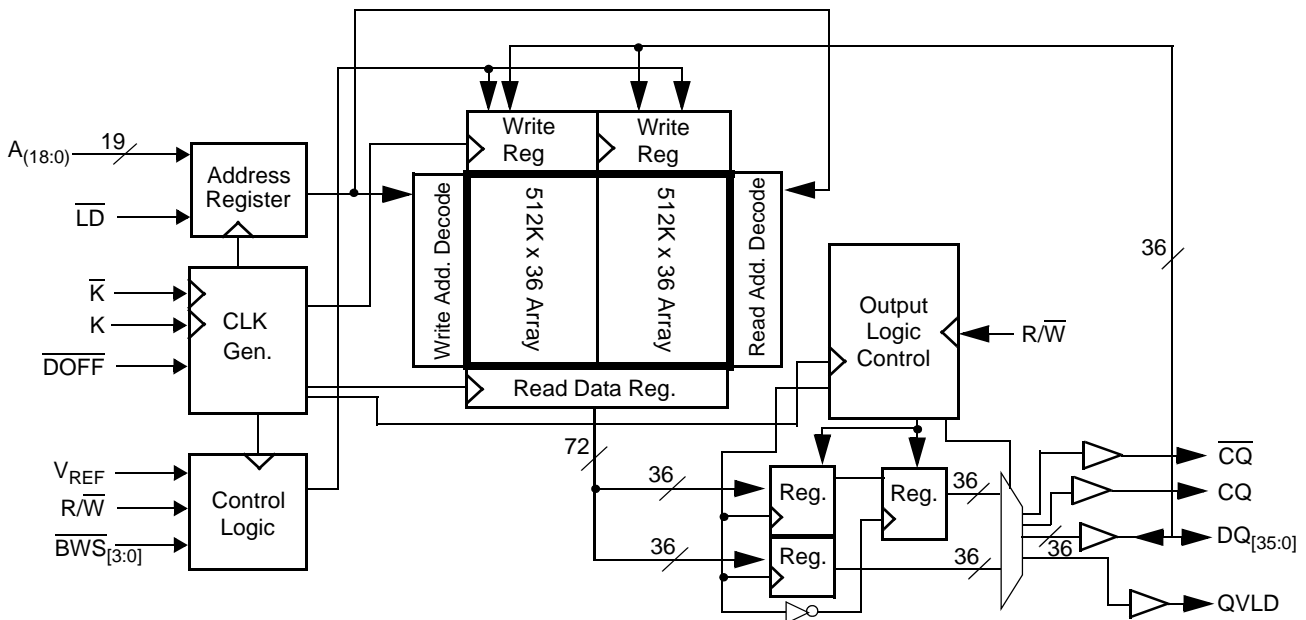 A(18:0)
19
LD
Address
Register
K
K
DOFF
CLK
Gen.
VREF
R/W
BWS[3:0]
Control
Logic
Write
Reg
Write
Reg
Write Add. Decode
512K x 36 Array
512K x 36 Array
Read Add. Decode
Read Data Reg.
72
36
36
Output
Logic
Control
R/W
36
Reg.
Reg.
Reg.
36
36
36
CQ
CQ
DQ[35:0]
QVLD